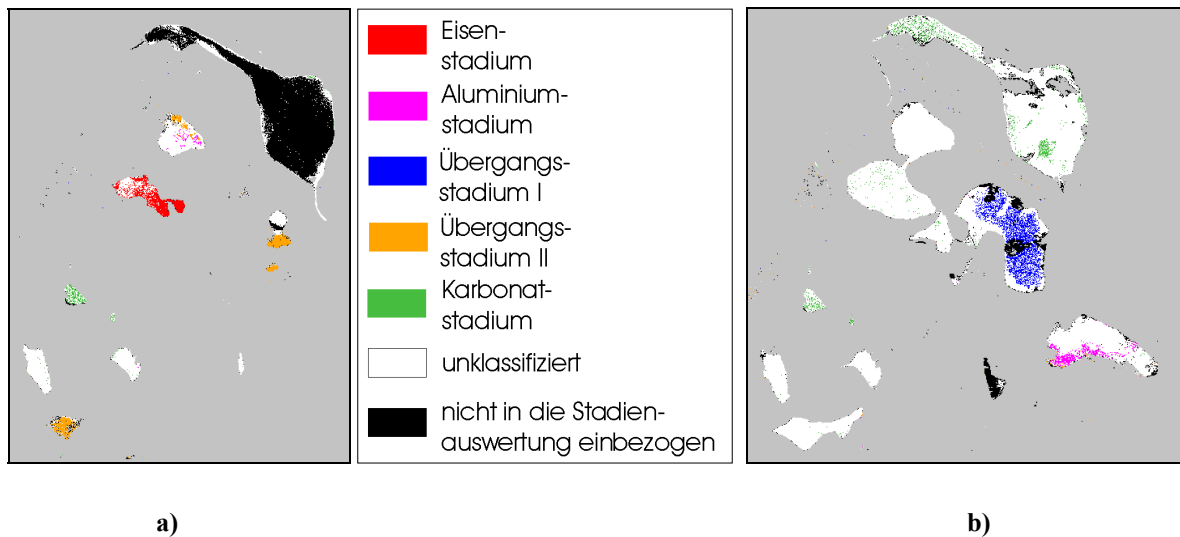 Eisen-
stadium
Aluminium-
stadium
Übergangs-
stadium I
Übergangs-
stadium II
Karbonat-
stadium
unklassifiziert
nicht in die Stadien-
auswertung einbezogen
a)
b)